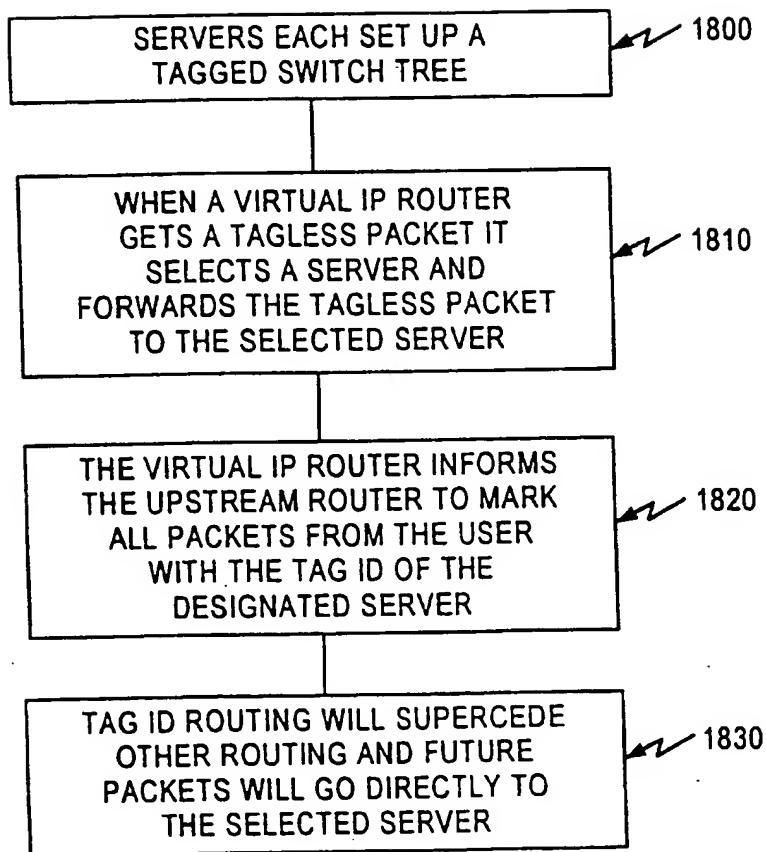 SERVERS EACH SET UP A
TAGGED SWITCH TREE
1800
WHEN A VIRTUAL IP ROUTER
GETS A TAGLESS PACKET IT
SELECTS A SERVER AND
FORWARDS THE TAGLESS PACKET
TO THE SELECTED SERVER
1810
THE VIRTUAL IP ROUTER INFORMS
THE UPSTREAM ROUTER TO MARK
ALL PACKETS FROM THE USER
WITH THE TAG ID OF THE
DESIGNATED SERVER
1820
TAG ID ROUTING WILL SUPERCEDE
OTHER ROUTING AND FUTURE
PACKETS WILL GO DIRECTLY TO
THE SELECTED SERVER
1830